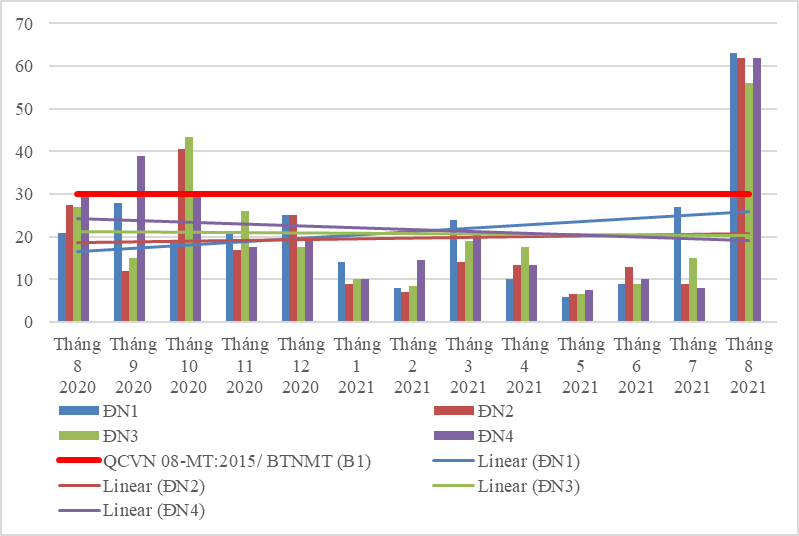 70
60
50
40
30
20
10
0
Tháng 8 2020
Tháng 9 2020
Tháng 10 2020
Tháng 11 2020
Tháng 12 2020
Tháng 1 2021
Tháng 2 2021
Tháng 3 2021
Tháng 4 2021
Tháng 5 2021
Tháng 6 2021
Tháng 7 2021
Tháng 8 2021
ĐN1
ĐN2
ĐN3
ĐN4
QCVN 08-MT:2015/ BTNMT (B1)
Linear (ĐN1)
Linear (ĐN2)
Linear (ĐN3)
Linear (ĐN4)